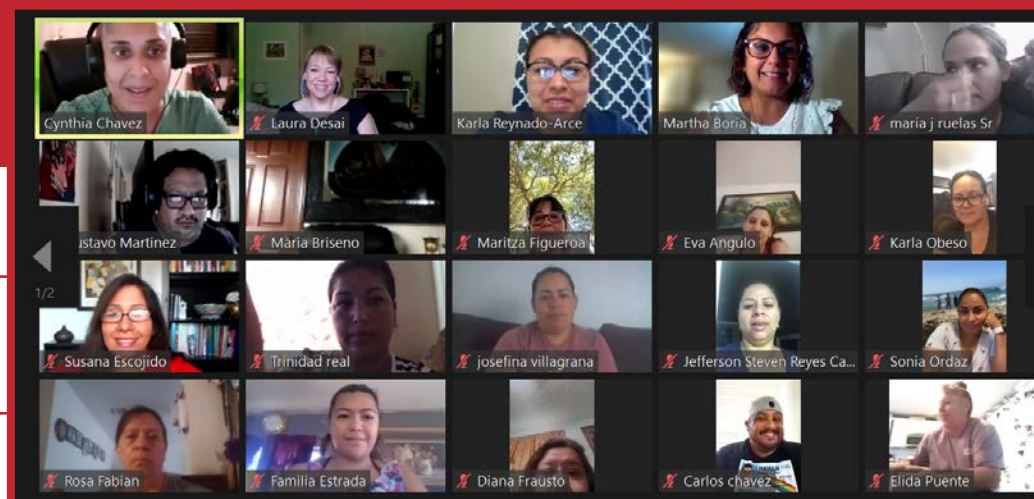 Cynthia Chavez
Laura Desai
Karla Reynado-Arce
Martha Boria
maria j ruelas Sr
ustavo Martinez
Maria Briseno
Maritza Figueroa
Eva Angulo
Karla Obeso
1/2
Susana Escojido
Trinidad real
josefina villagrana
Jefferson Steven Reyes Ca...
Sonia Ordaz
Rosa Fabian
Familia Estrada
Diana Frausto
Carlos chavez
Elida Puente